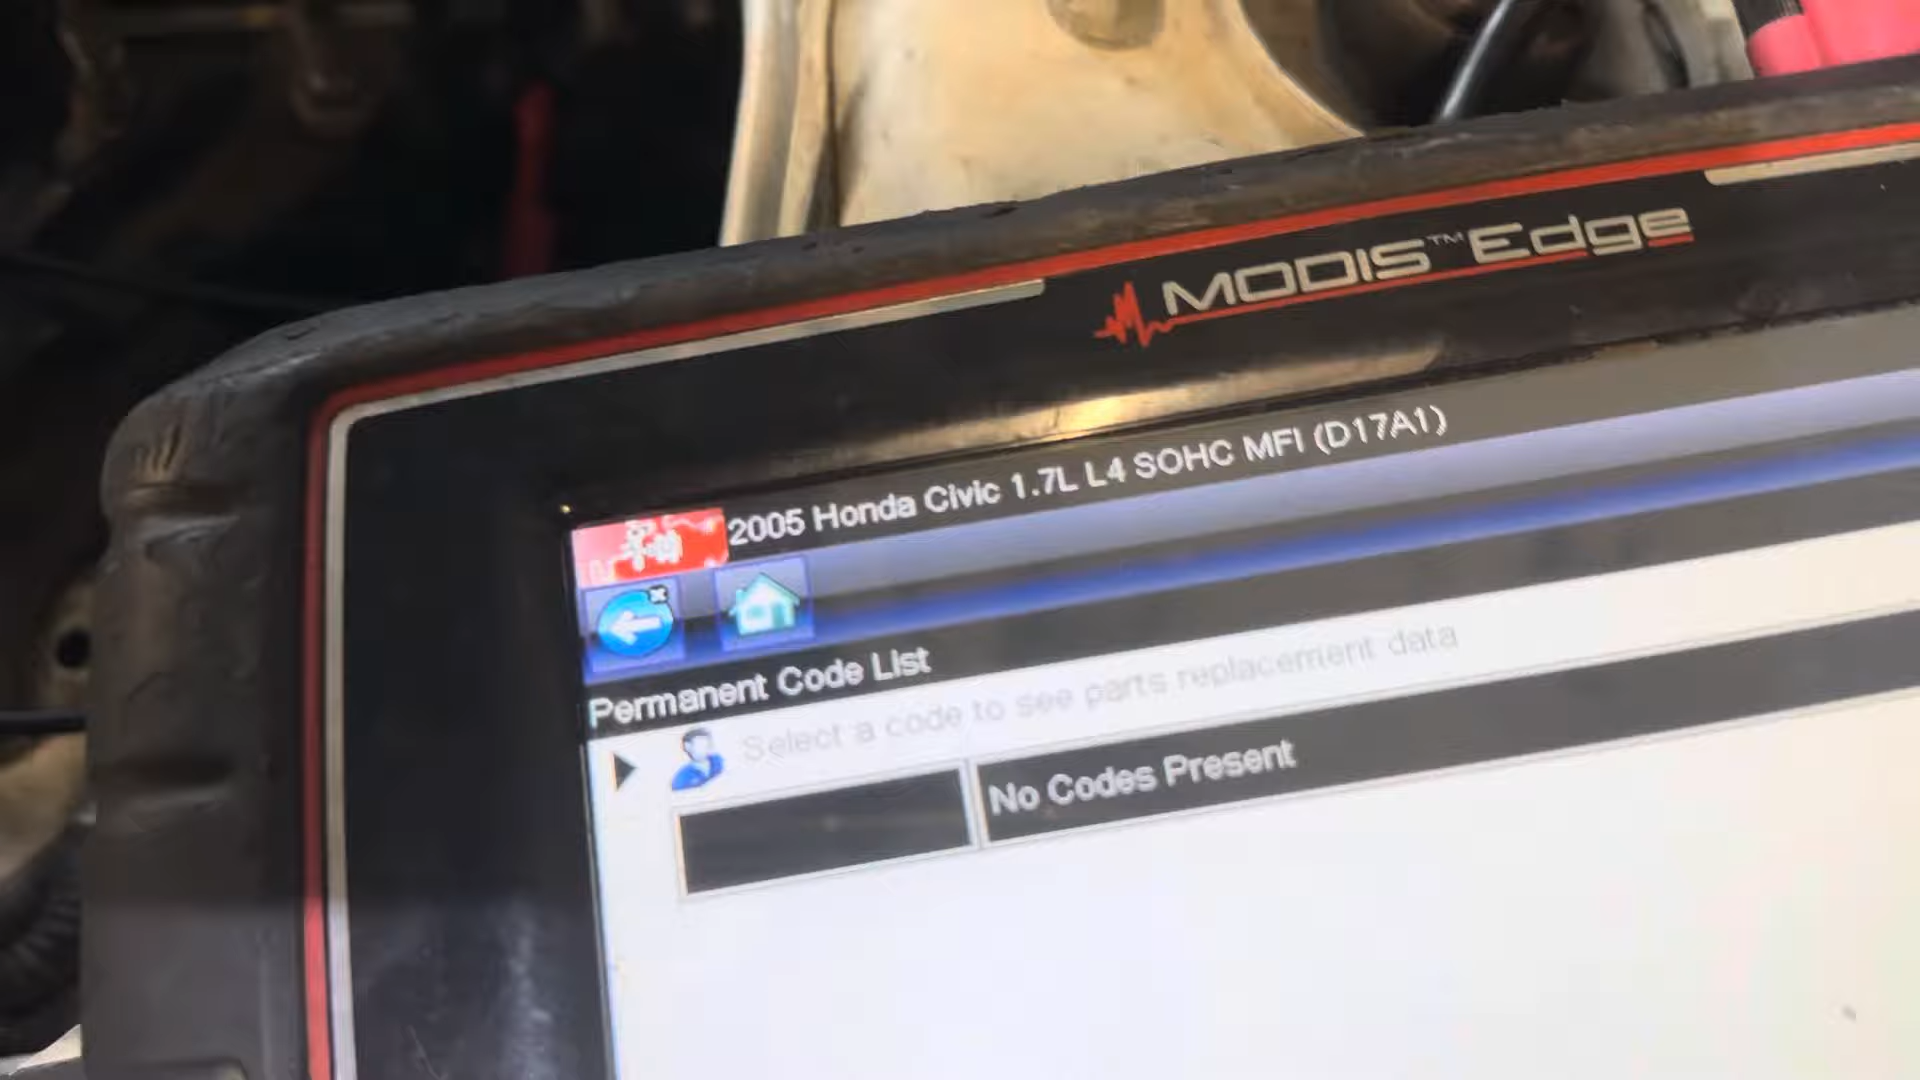 MODIS™ Edge
2005 Honda Civic 1.7L L4 SOHC MFI (D17A1)
Permanent Code List
Select a code to see parts replacement data
No Codes Present